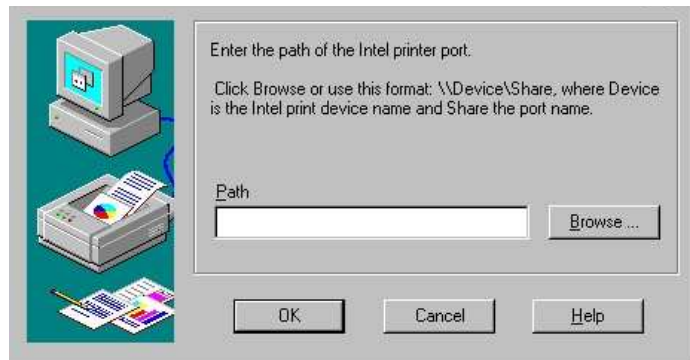 Enter the path of the Intel printer port.
Click Browse or use this format: \\Device\Share, where Device
is the Intel print device name and Share the port name.
Path
Browse ...
OK
Cancel
Help